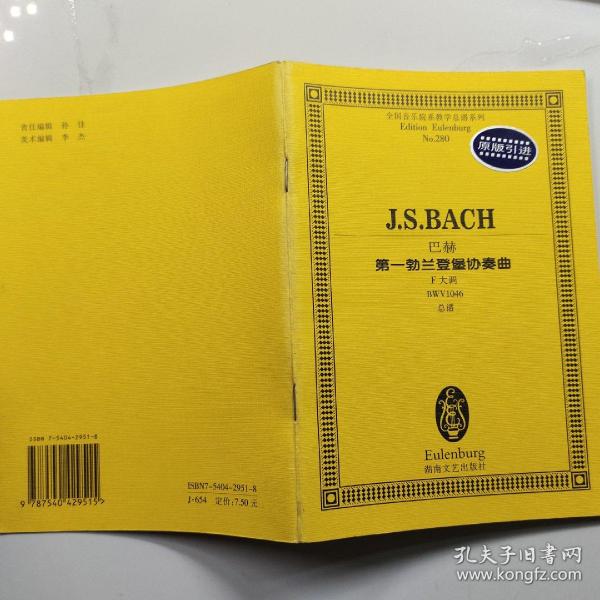 责任编辑 孙佳
美术编辑 李杰
ISBN 7-5404-2951-8
9 787540 429515>
ISBN7-5404-2951-8
J·654 定价:7.50元
全国音乐院系教学总谱系列
Edition Eulenburg
No.280
原版引进
J.S.BACH
巴赫
第一勃兰登堡协奏曲
F大调
BWV1046
总谱
Eulenburg
湖南文艺出版社
孔夫子旧书网
www.kongfz.com